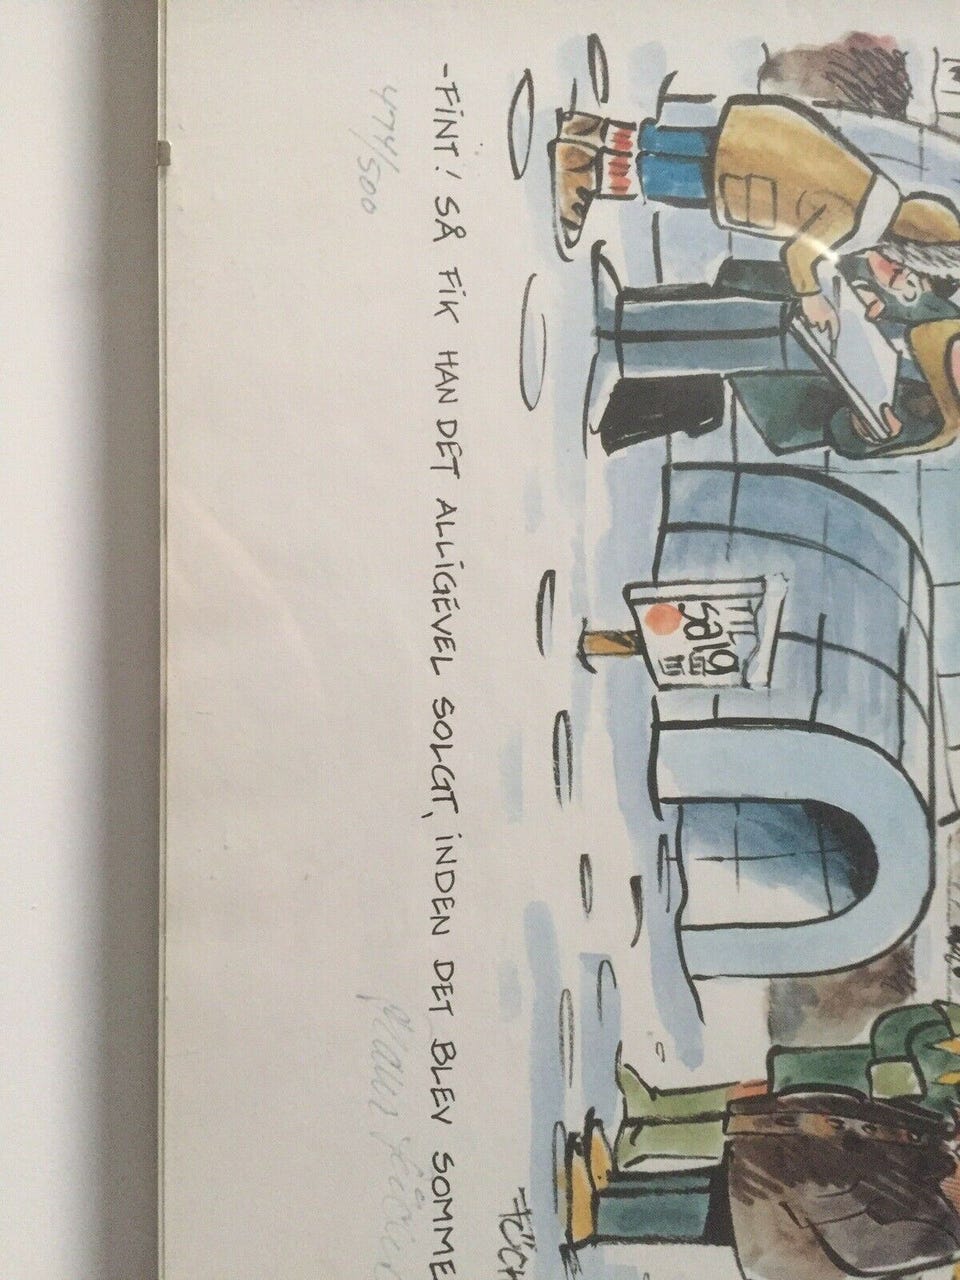 TIL
salg
-FINT! SÅ FIK HAN DET ALLIGEVEL SOLGT, INDEN DET BLEV SOMME
474/500